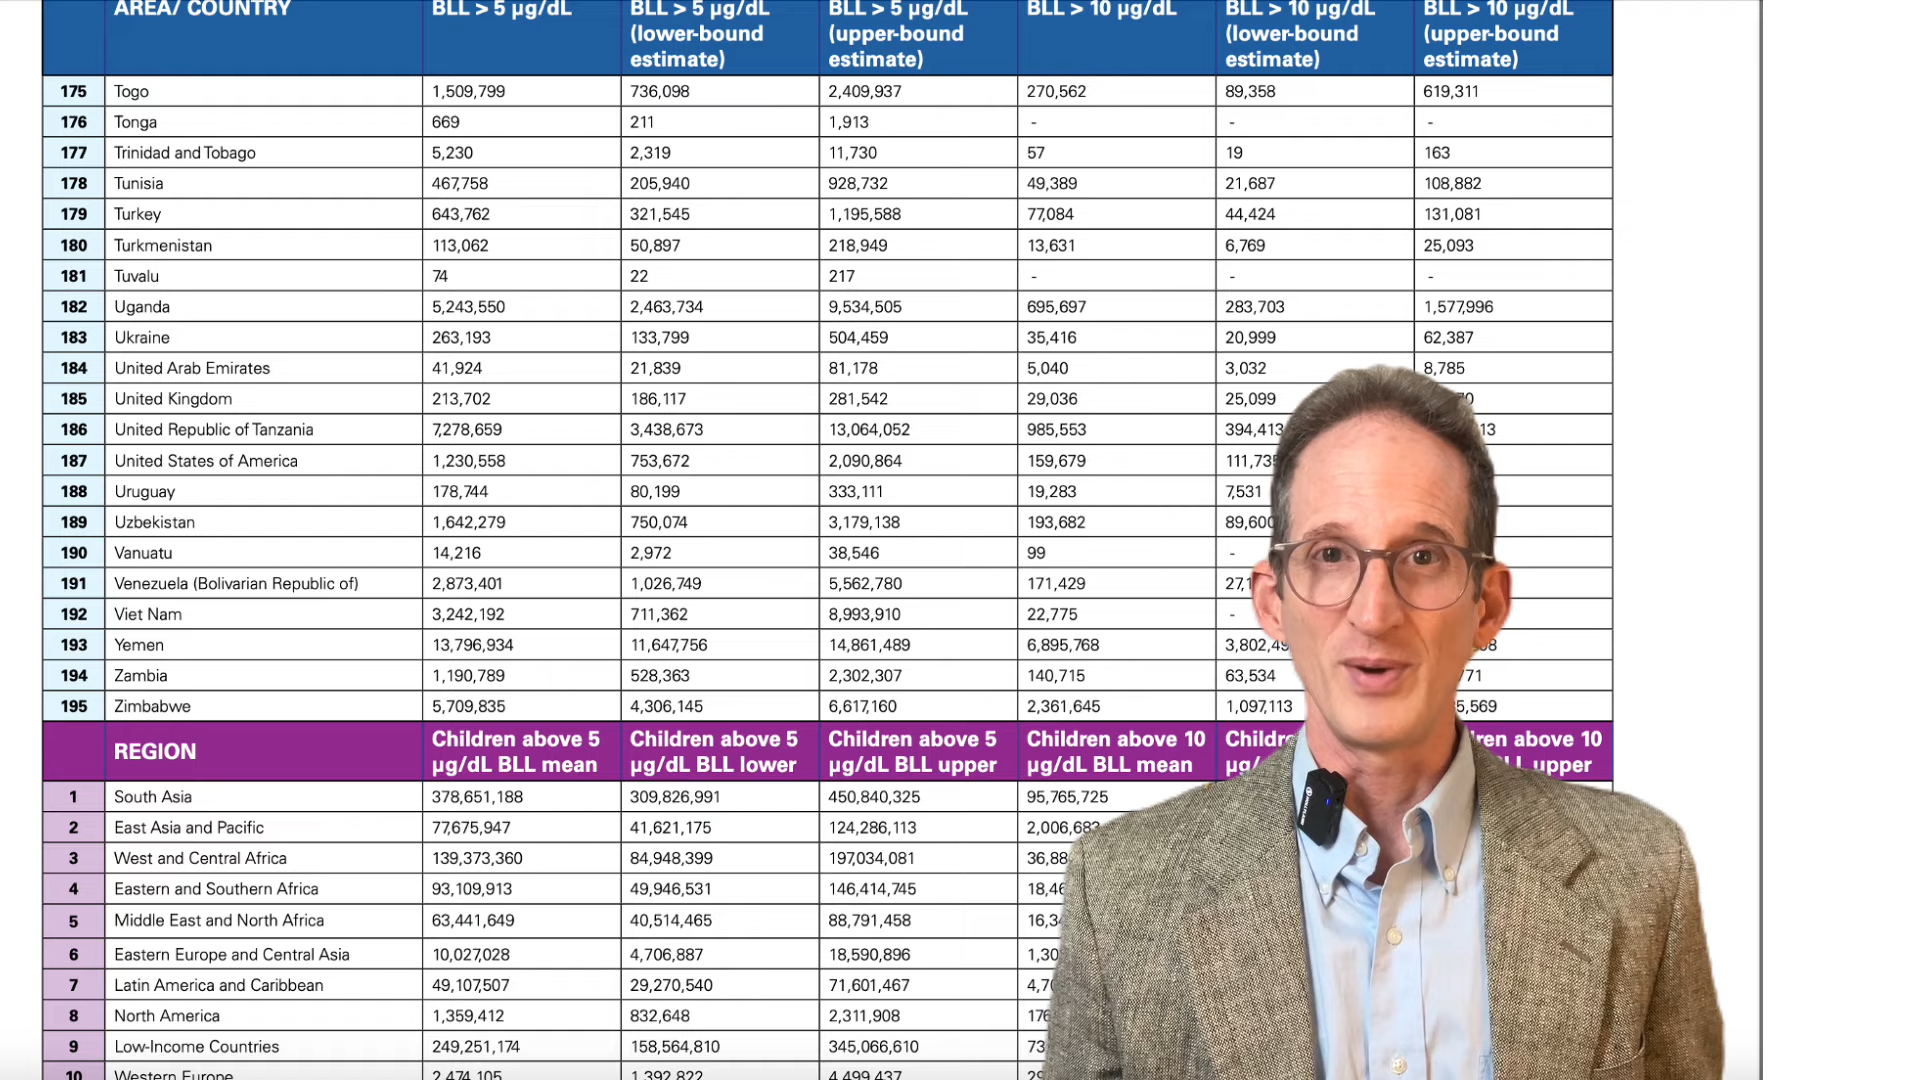 AREA/ COUNTRY BLL > 5 µg/dL BLL > 5 µg/dL (lower-bound estimate) BLL > 5 µg/dL (upper-bound estimate) BLL > 10 µg/dL BLL > 10 µg/dL (lower-bound estimate) BLL > 10 µg/dL (upper-bound estimate)
175 Togo 1,509,799 736,098 2,409,937 270,562 89,358 619,311
176 Tonga 669 211 1,913 - - -
177 Trinidad and Tobago 5,230 2,319 11,730 57 19 163
178 Tunisia 467,758 205,940 928,732 49,389 21,687 108,882
179 Turkey 643,762 321,545 1,195,588 77,084 44,424 131,081
180 Turkmenistan 113,062 50,897 218,949 13,631 6,769 25,093
181 Tuvalu 74 22 217 - - -
182 Uganda 5,243,550 2,463,734 9,534,505 695,697 283,703 1,577,996
183 Ukraine 263,193 133,799 504,459 35,416 20,999 62,387
184 United Arab Emirates 41,924 21,839 81,178 5,040 3,032 8,785
185 United Kingdom 213,702 186,117 281,542 29,036 25,099
186 United Republic of Tanzania 7,278,659 3,438,673 13,064,052 985,553 394,413
187 United States of America 1,230,558 753,672 2,090,864 159,679
188 Uruguay 178,744 80,199 333,111 19,283 7,531
189 Uzbekistan 1,642,279 750,074 3,179,138 193,682 89,600
190 Vanuatu 14,216 2,972 38,546 99 -
191 Venezuela (Bolivarian Republic of) 2,873,401 1,026,749 5,562,780 171,429
192 Viet Nam 3,242,192 711,362 8,993,910 22,775 -
193 Yemen 13,796,934 11,647,756 14,861,489 6,895,768
194 Zambia 1,190,789 528,363 2,302,307 140,715 63,534
195 Zimbabwe 5,709,835 4,306,145 6,617,160 2,361,645 1,097,113
REGION Children above 5 µg/dL BLL mean Children above 5 µg/dL BLL lower Children above 5 µg/dL BLL upper Children above 10 µg/dL BLL mean above 10 BLL upper
1 South Asia 378,651,188 309,826,991 450,840,325 95,765,725
2 East Asia and Pacific 77,675,947 41,621,175 124,286,113
3 West and Central Africa 139,373,360 84,948,399 197,034,081
4 Eastern and Southern Africa 93,109,913 49,946,531 146,414,745
5 Middle East and North Africa 63,441,649 40,514,465 88,791,458
6 Eastern Europe and Central Asia 10,027,028 4,706,887 18,590,896
7 Latin America and Caribbean 49,107,507 29,270,540 71,601,467
8 North America 1,359,412 832,648 2,311,908
9 Low-Income Countries 249,251,174 158,564,810 345,066,610
10 Western Europe 2,474,105 1,392,822 4,499,437